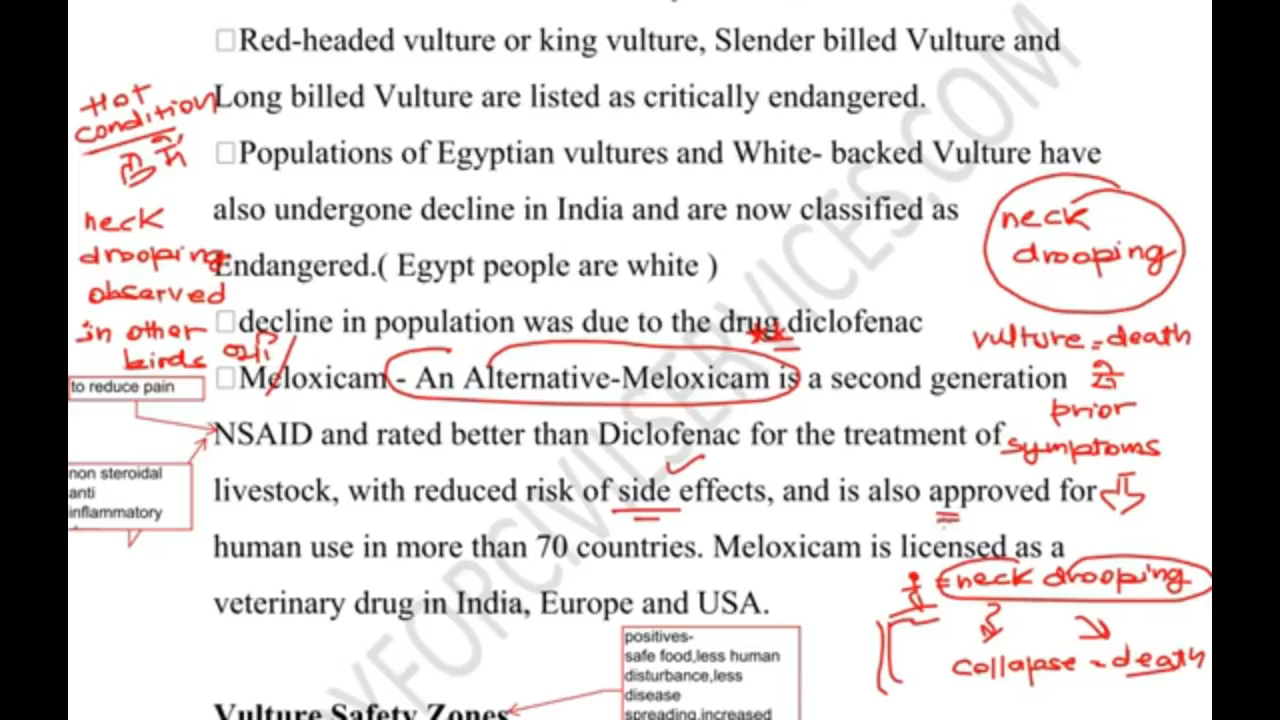 Red-headed vulture or king vulture, Slender billed Vulture and
Long billed Vulture are listed as critically endangered.
Populations of Egyptian vultures and White- backed Vulture have
also undergone decline in India and are now classified as
Endangered.( Egypt people are white )
decline in population was due to the drug diclofenac
Meloxicam - An Alternative-Meloxicam is a second generation
NSAID and rated better than Diclofenac for the treatment of
livestock, with reduced risk of side effects, and is also approved for
human use in more than 70 countries. Meloxicam is licensed as a
veterinary drug in India, Europe and USA.
Vulture Safety Zones
Hot
condition
neck
drooping
observed
in other
birds
to reduce pain
non steroidal
anti
inflammatory
neck
drooping
vulture = death
prior
symptoms
= neck drooping
collapse = death
positives-
safe food,less human
disturbance,less
disease
spreading,increased
YFORCIVILSERVICES.COM